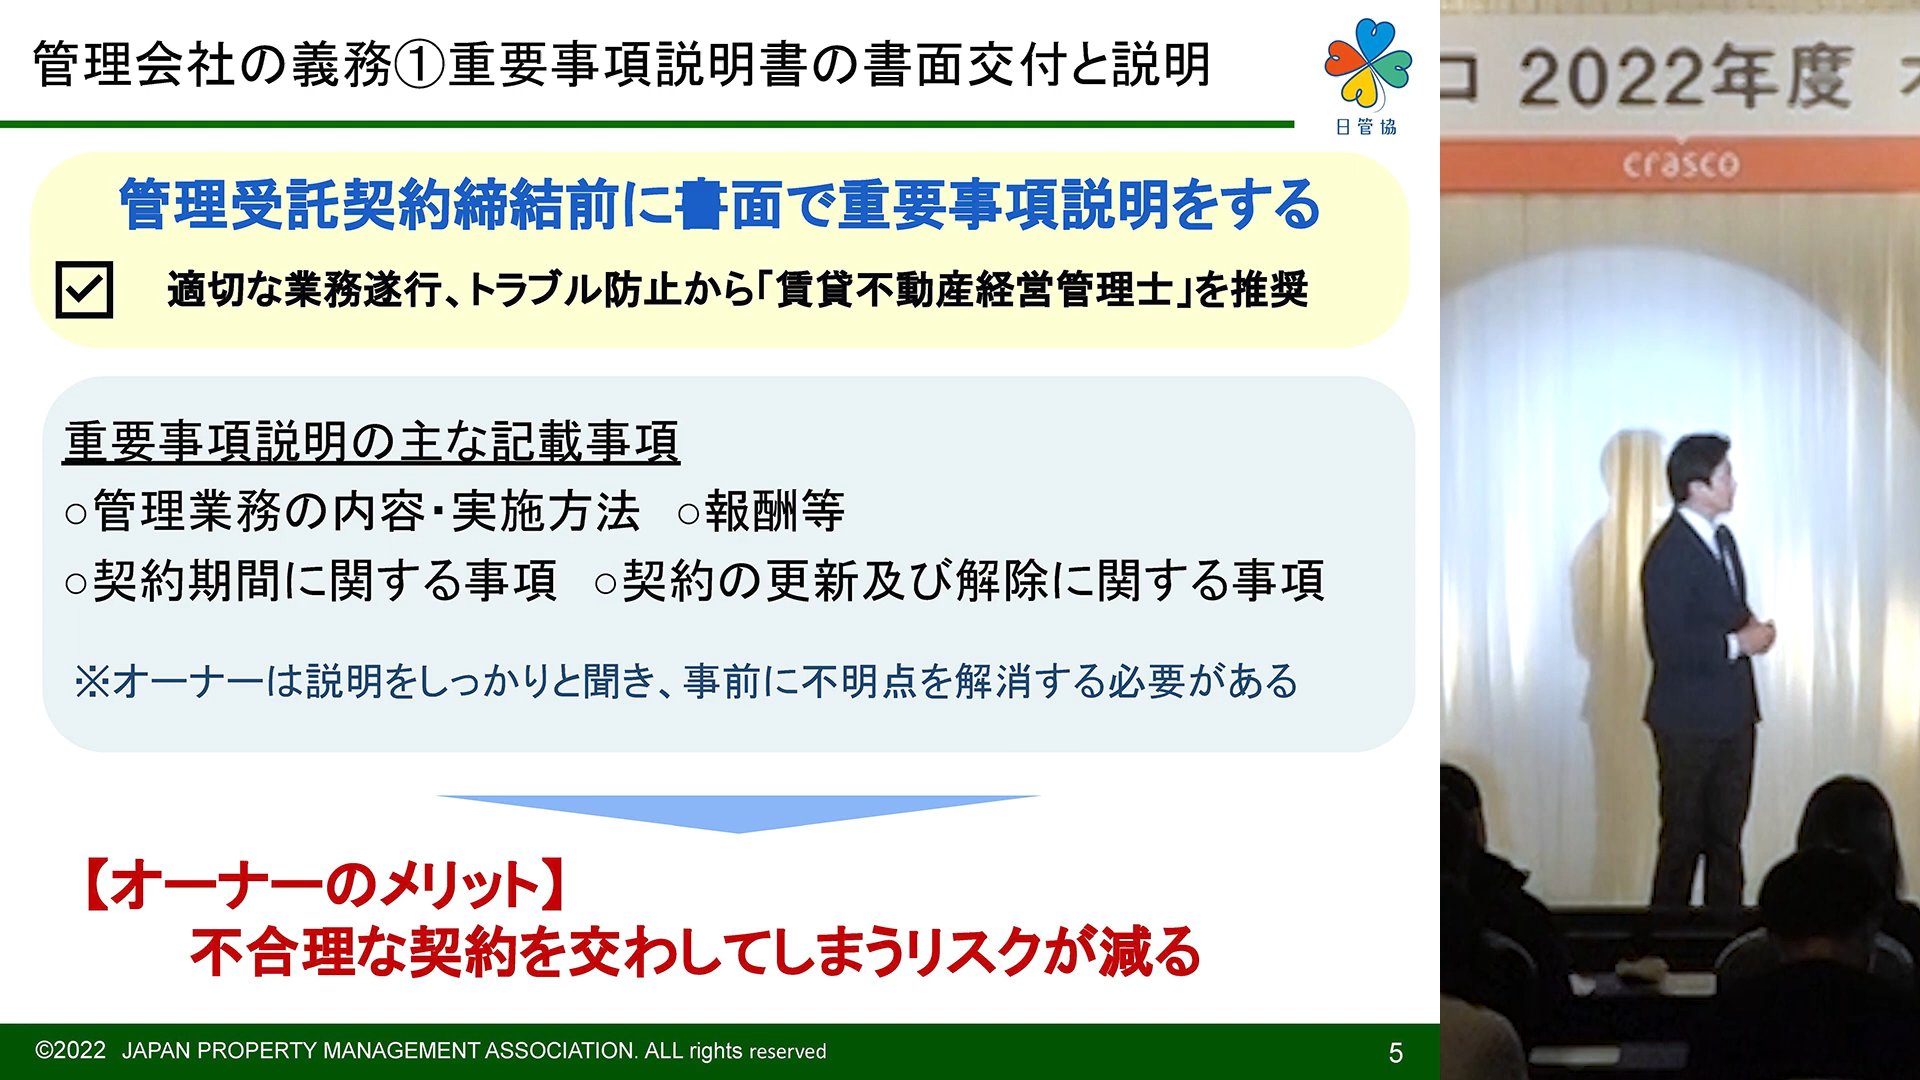 管理会社の義務①重要事項説明書の書面交付と説明
日管協
管理受託契約締結前に書面で重要事項説明をする
適切な業務遂行、トラブル防止から「賃貸不動産経営管理士」を推奨
重要事項説明の主な記載事項
○管理業務の内容・実施方法 ○報酬等
○契約期間に関する事項 ○契約の更新及び解除に関する事項
※オーナーは説明をしっかりと聞き、事前に不明点を解消する必要がある
【オーナーのメリット】
不合理な契約を交わしてしまうリスクが減る
©2022 JAPAN PROPERTY MANAGEMENT ASSOCIATION. ALL rights reserved
5
コ 2022年度
crasco